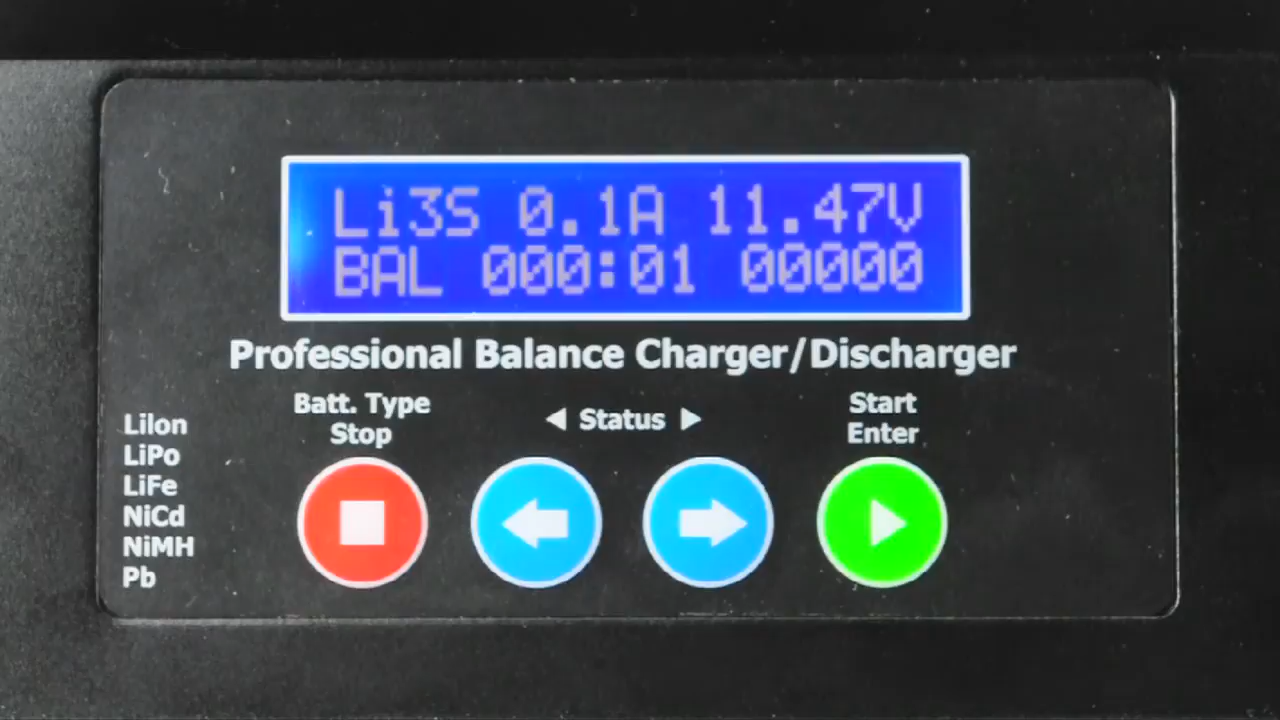 Li3S 0.1A 11.47V
BAL 000:01 00000
Professional Balance Charger/Discharger
Batt. Type
Stop
◀ Status ▶
Start
Enter
LiIon
LiPo
LiFe
NiCd
NiMH
Pb